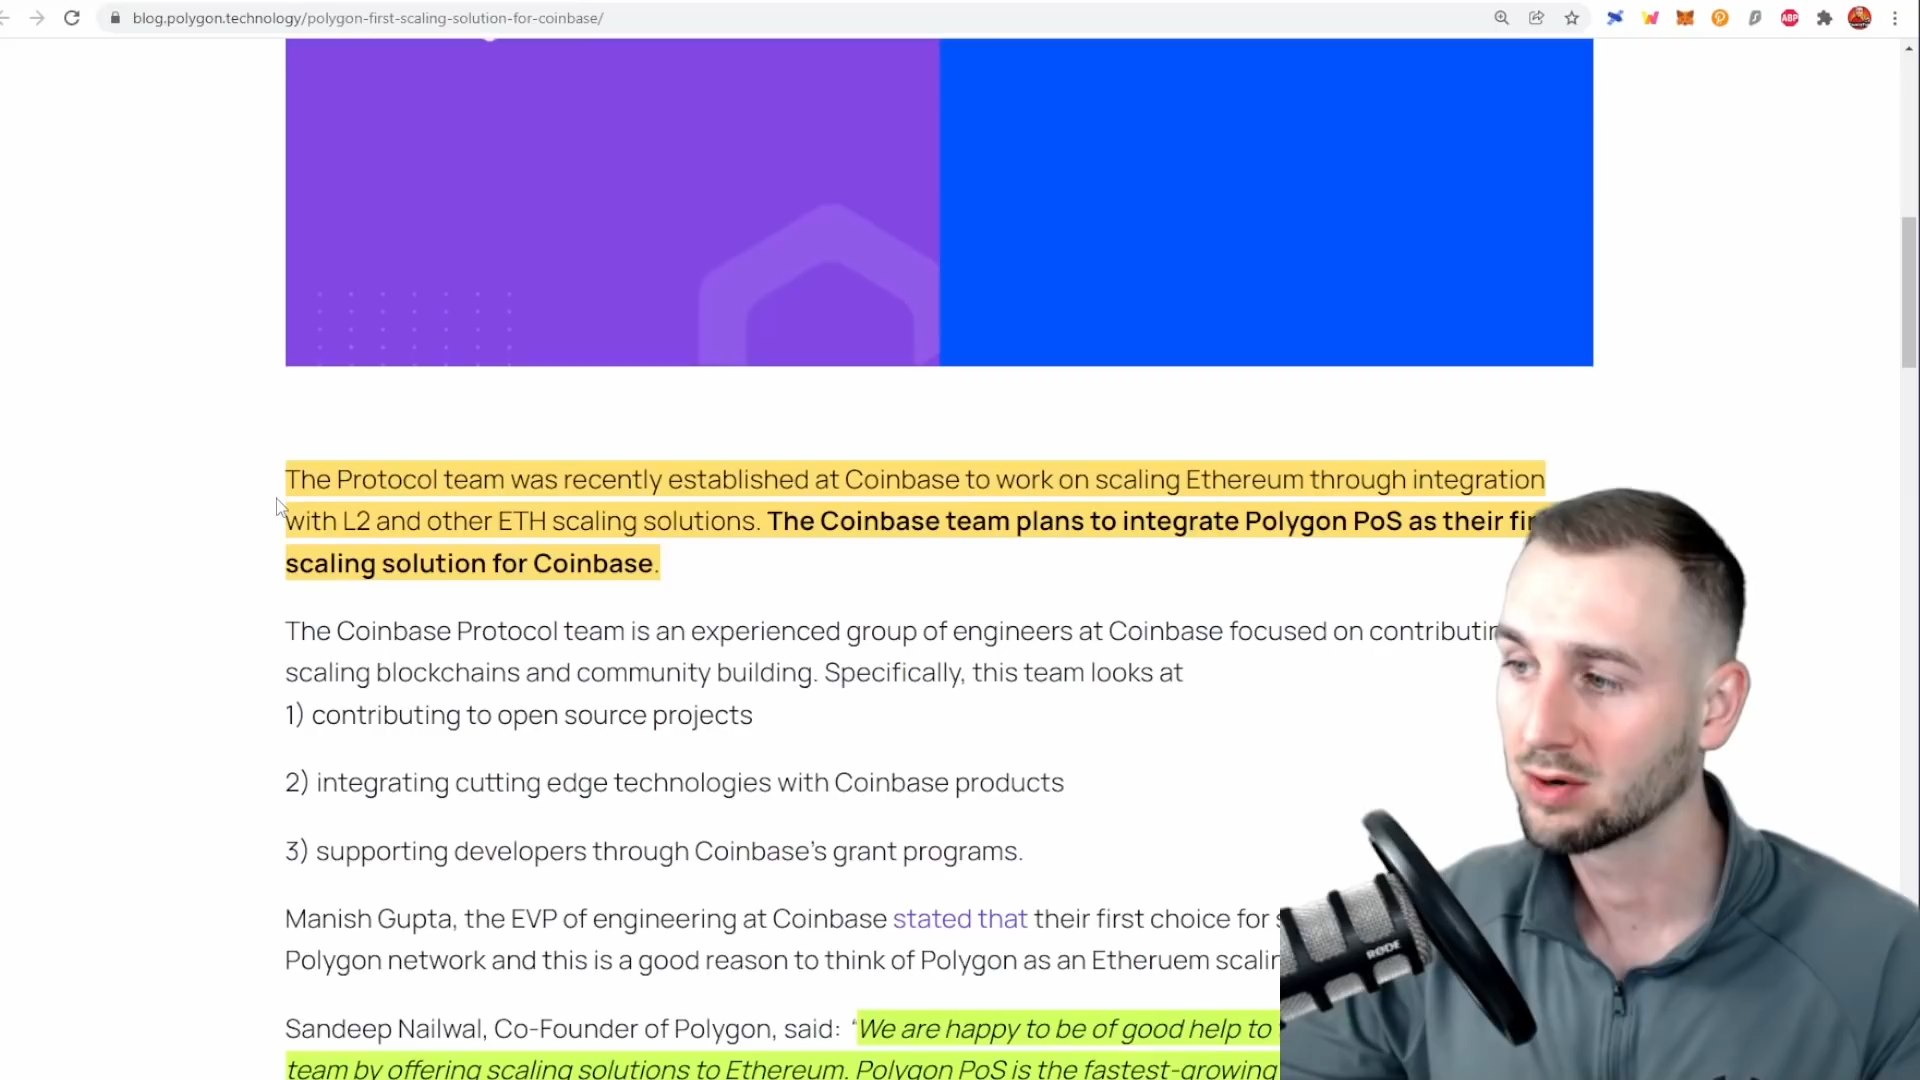 blog.polygon.technology/polygon-first-scaling-solution-for-coinbase/
ABP
The Protocol team was recently established at Coinbase to work on scaling Ethereum through integration
with L2 and other ETH scaling solutions. The Coinbase team plans to integrate Polygon PoS as their
scaling solution for Coinbase.
The Coinbase Protocol team is an experienced group of engineers at Coinbase focused on
scaling blockchains and community building. Specifically, this team looks at
1) contributing to open source projects
2) integrating cutting edge technologies with Coinbase products
3) supporting developers through Coinbase's grant programs.
Manish Gupta, the EVP of engineering at Coinbase stated that their first choice for
Polygon network and this is a good reason to think of Polygon as an Etheruem
RØDE
Sandeep Nailwal, Co-Founder of Polygon, said: “We are happy to be of good help to
team by offering scaling solutions to Ethereum. Polygon PoS is the fastest-growing